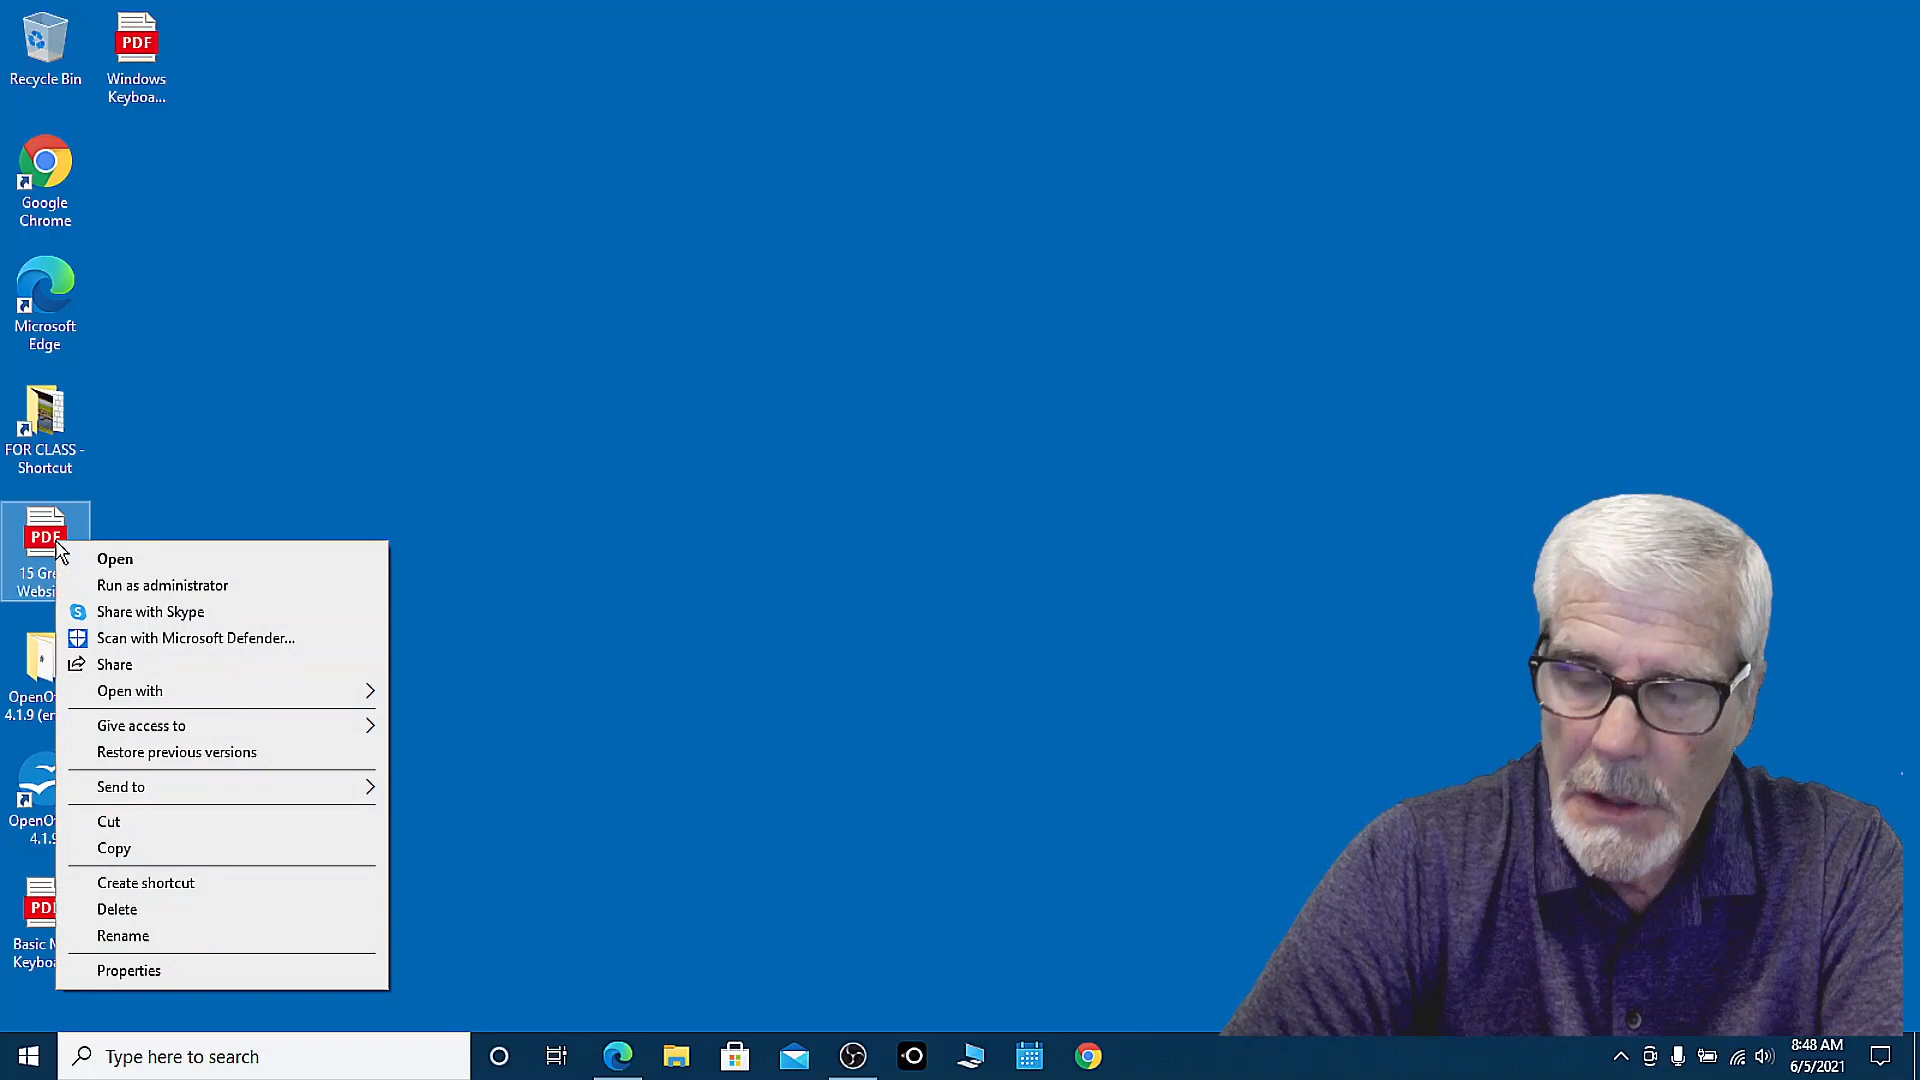 Recycle Bin
PDF
Windows
Keyboa...
Google
Chrome
Microsoft
Edge
FOR CLASS -
Shortcut
PDF
15 Gre
Websi
OpenO
4.1.9 (en
OpenO
4.1.9
PD
Basic M
Keybo
Open
Run as administrator
S Share with Skype
Scan with Microsoft Defender...
Share
Open with
Give access to
Restore previous versions
Send to
Cut
Copy
Create shortcut
Delete
Rename
Properties
Type here to search
8:48 AM
6/5/2021